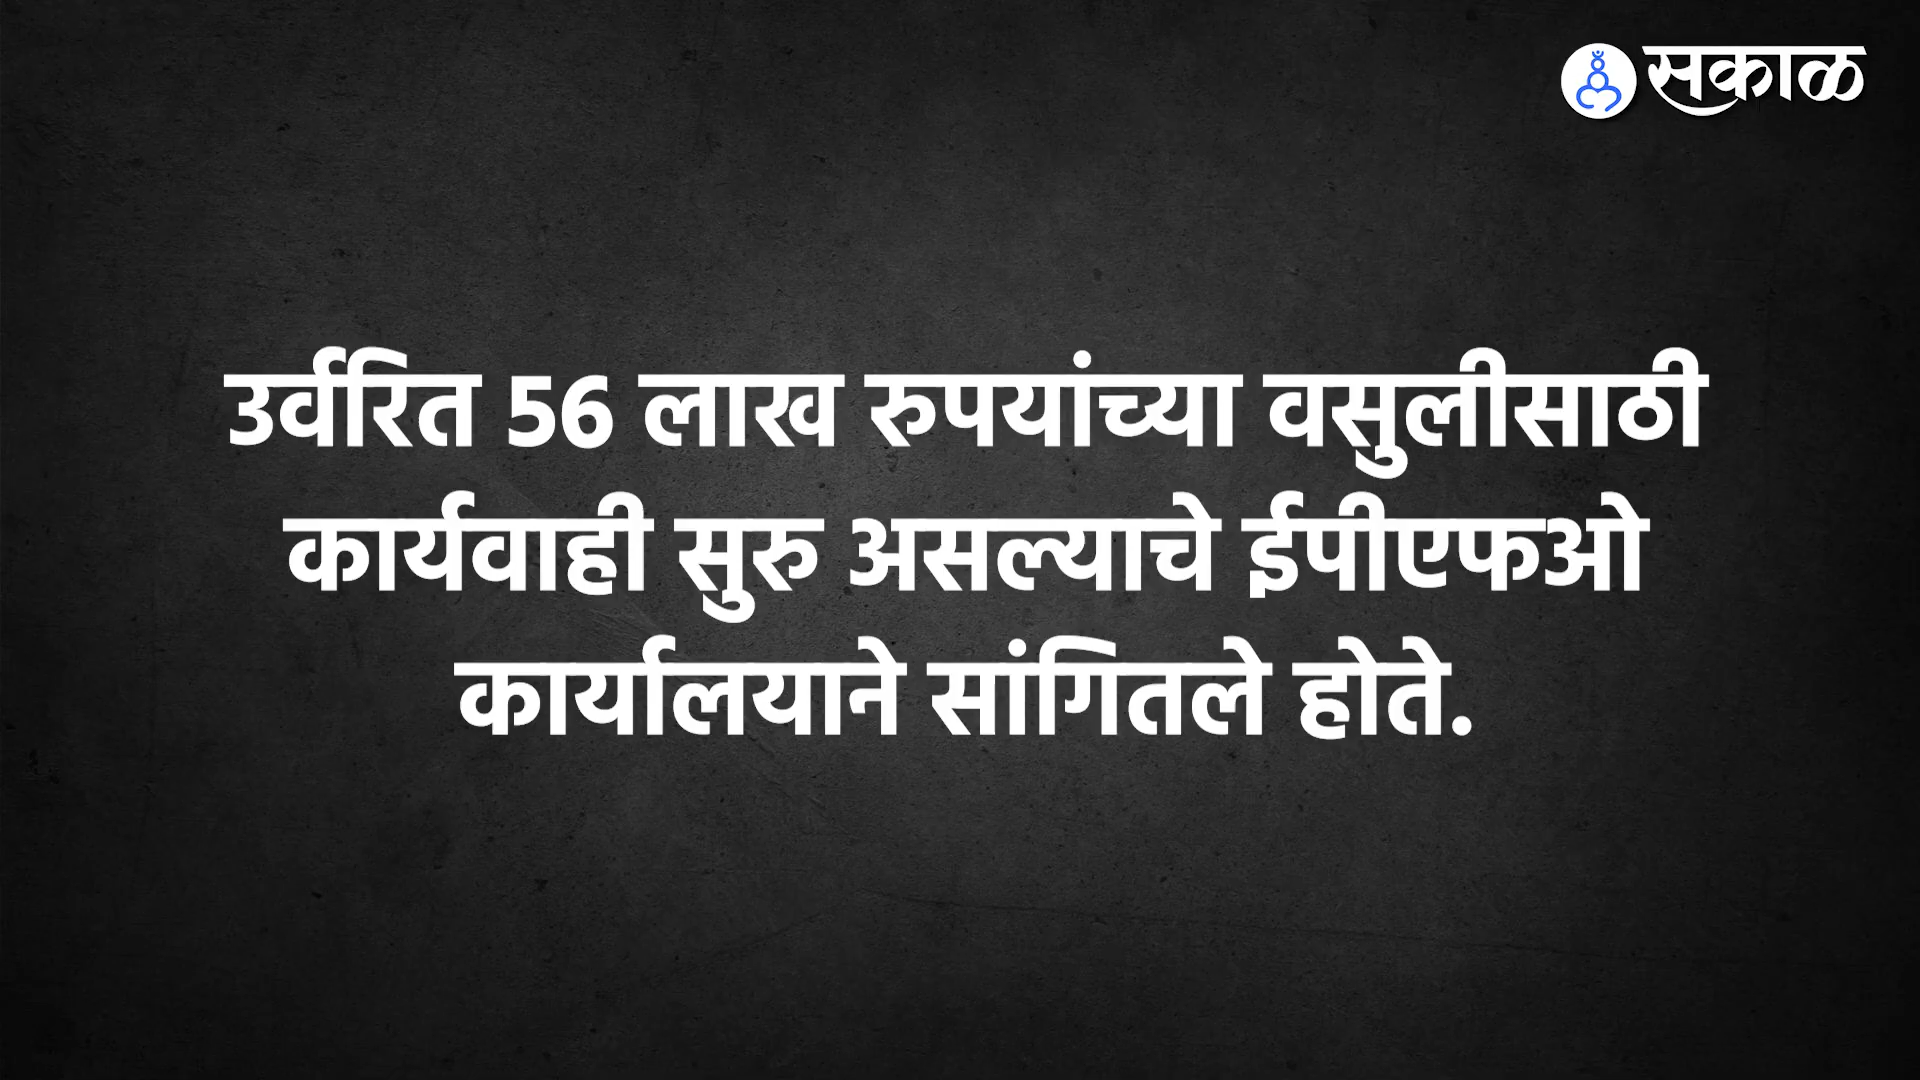 सकाळ
उर्वरित 56 लाख रुपयांच्या वसुलीसाठी
कार्यवाही सुरु असल्याचे ईपीएफओ
कार्यालयाने सांगितले होते.